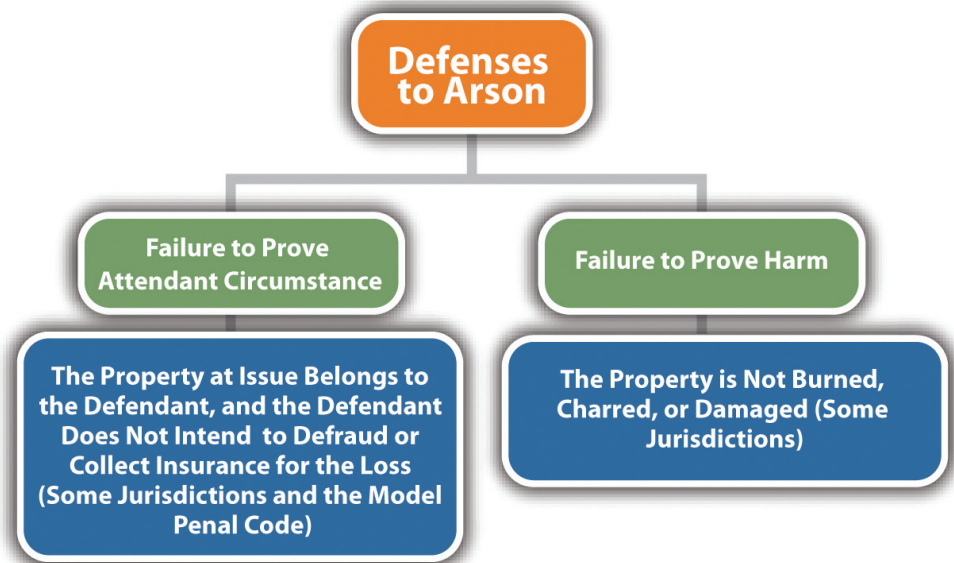 Defenses
to Arson
Failure to Prove
Attendant Circumstance
Failure to Prove Harm
The Property at Issue Belongs to
the Defendant, and the Defendant
Does Not Intend to Defraud or
Collect Insurance for the Loss
(Some Jurisdictions and the Model
Penal Code)
The Property is Not Burned,
Charred, or Damaged (Some
Jurisdictions)